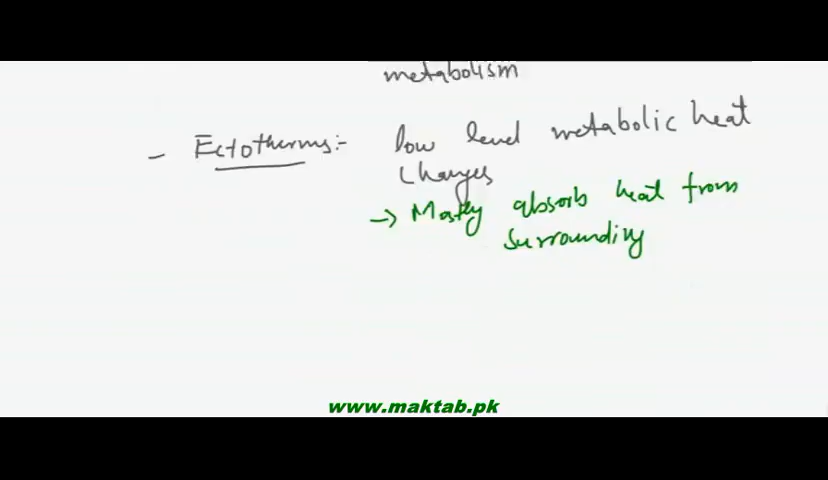 metabolism
- Ectotherms:- low level metabolic heat
changes
→ Mostly absorb heat from
surrounding
www.maktab.pk